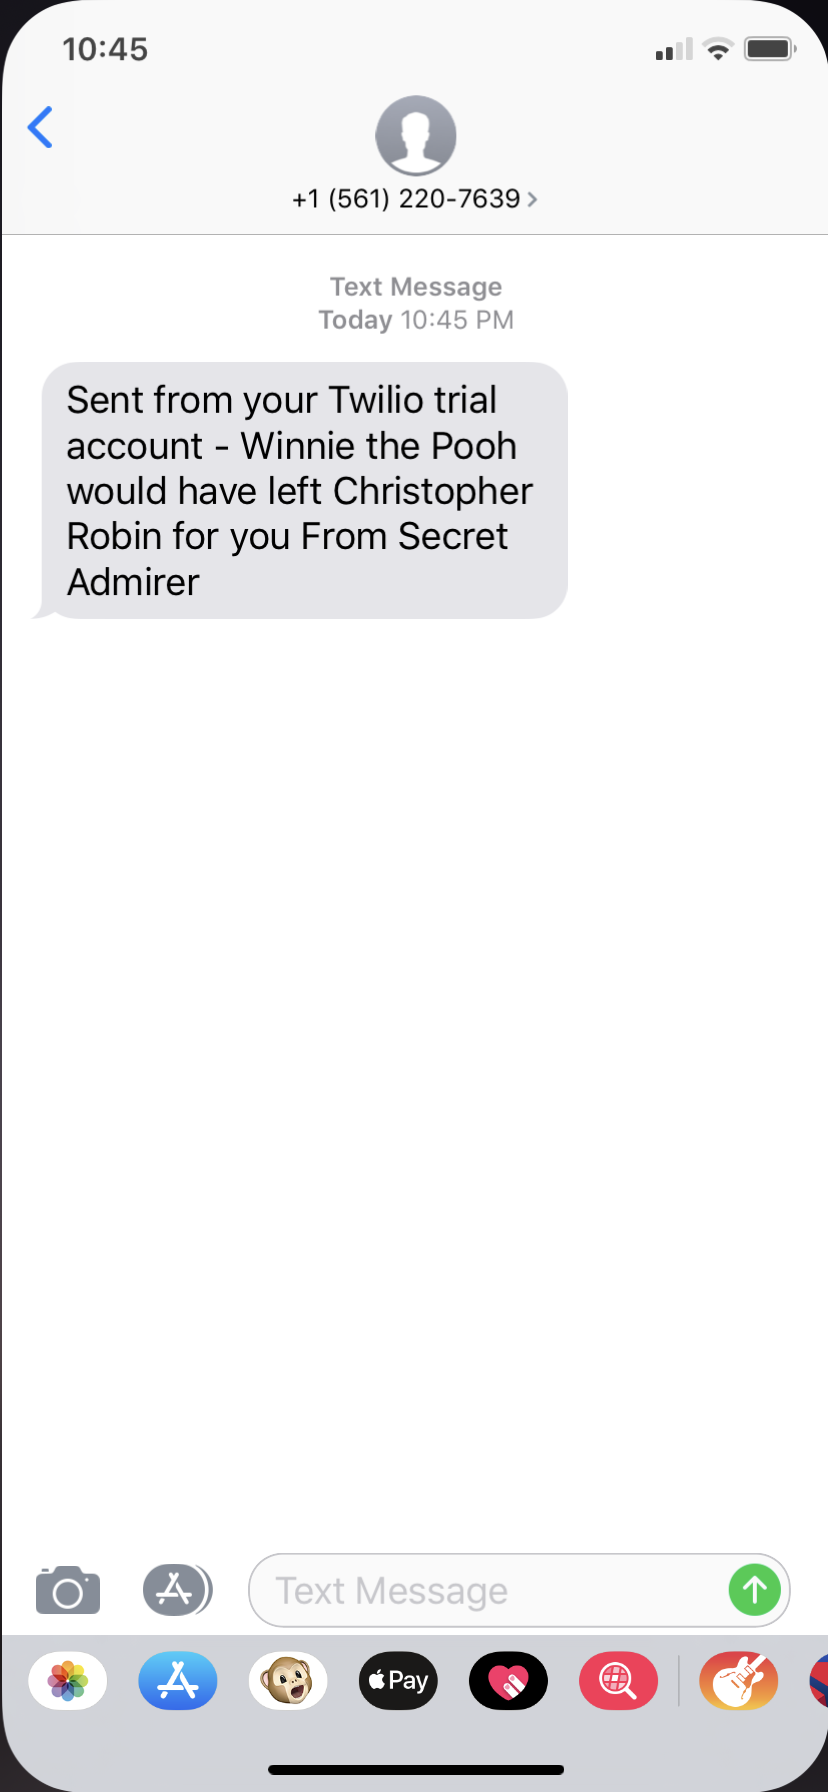 10:45
+1 (561) 220-7639
Text Message
Today 10:45 PM
Sent from your Twilio trial
account - Winnie the Pooh
would have left Christopher
Robin for you From Secret
Admirer
Text Message
Pay